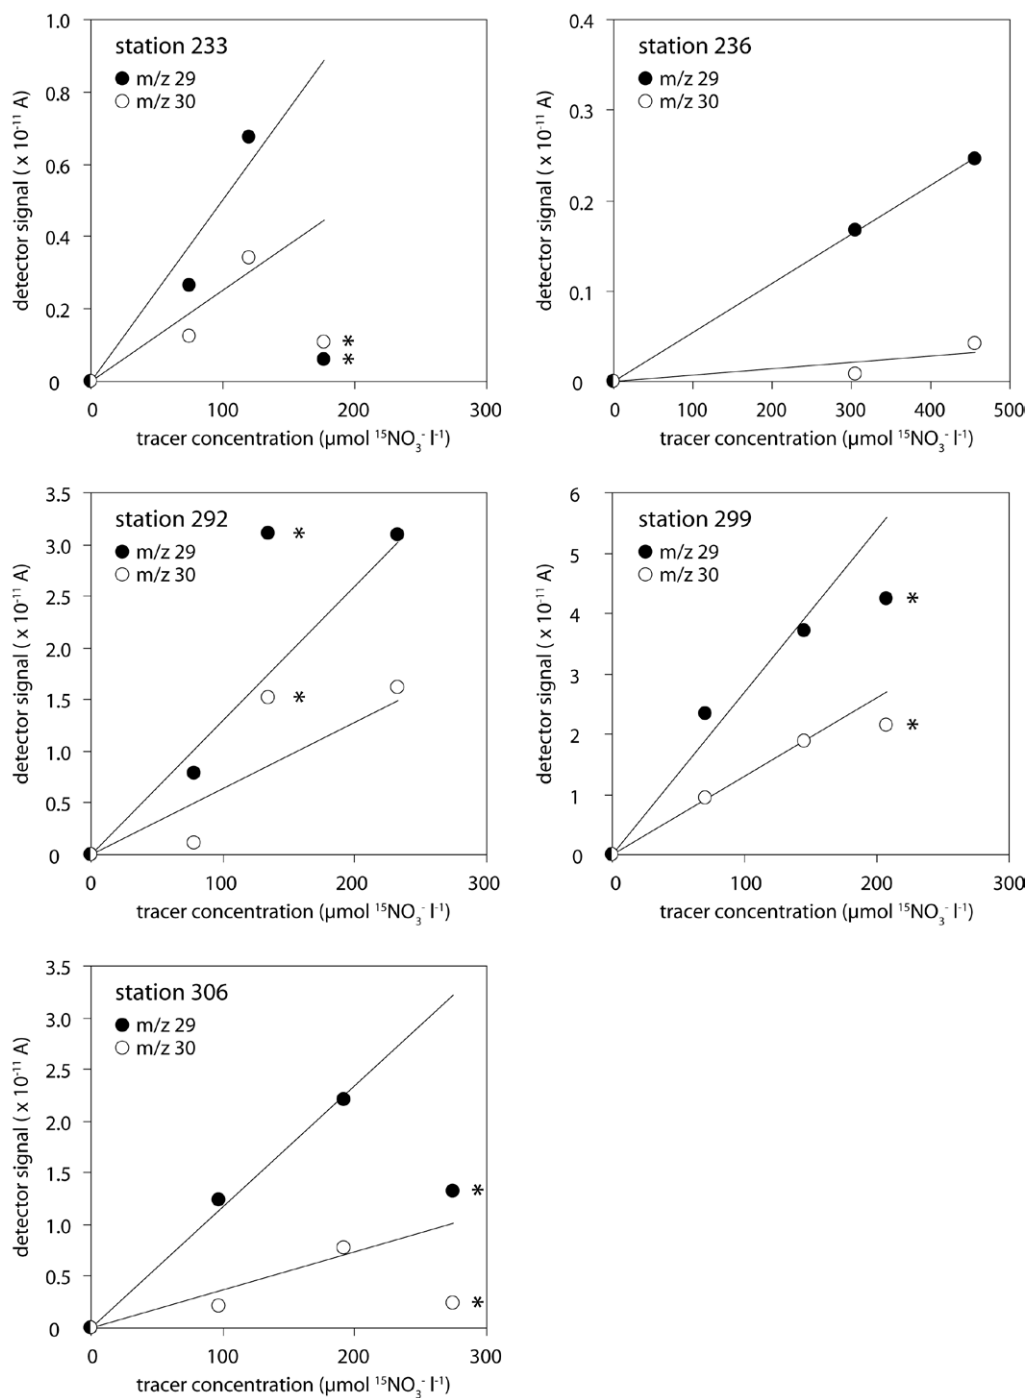 station 233
m/z 29
m/z 30
detector signal ( x 10⁻¹¹ A)
1.0
0.8
0.6
0.4
0.2
0
*
*
0 100 200 300
tracer concentration (μmol ¹⁵NO₃⁻ l⁻¹)
station 236
m/z 29
m/z 30
detector signal ( x 10⁻¹¹ A)
0.4
0.3
0.2
0.1
0
0 100 200 300 400 500
tracer concentration (μmol ¹⁵NO₃⁻ l⁻¹)
station 292
m/z 29
m/z 30
detector signal ( x 10⁻¹¹ A)
3.5
3.0
2.5
2.0
1.5
1.0
0.5
0
*
*
0 100 200 300
tracer concentration (μmol ¹⁵NO₃⁻ l⁻¹)
station 299
m/z 29
m/z 30
detector signal ( x 10⁻¹¹ A)
6
5
4
3
2
1
0
*
*
0 100 200 300
tracer concentration (μmol ¹⁵NO₃⁻ l⁻¹)
station 306
m/z 29
m/z 30
detector signal ( x 10⁻¹¹ A)
3.5
3.0
2.5
2.0
1.5
1.0
0.5
0
*
*
0 100 200 300
tracer concentration (μmol ¹⁵NO₃⁻ l⁻¹)